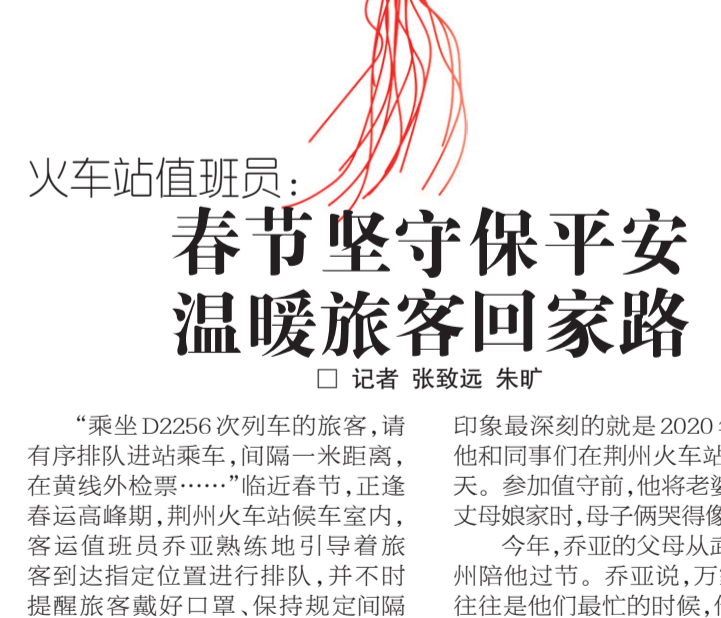 火车站值班员:
春节坚守保平安
温暖旅客回家路
□ 记者 张致远 朱旷
“乘坐D2256次列车的旅客,请
有序排队进站乘车,间隔一米距离,
在黄线外检票……”临近春节,正逢
春运高峰期,荆州火车站候车室内,
客运值班员乔亚熟练地引导着旅
客到达指定位置进行排队,并不时
提醒旅客戴好口罩、保持规定间隔
印象最深刻的就是2020
他和同事们在荆州火车站
天。参加值守前,他将老婆
丈母娘家时,母子俩哭得像
今年,乔亚的父母从武
州陪他过节。乔亚说,万
往往是他们最忙的时候,